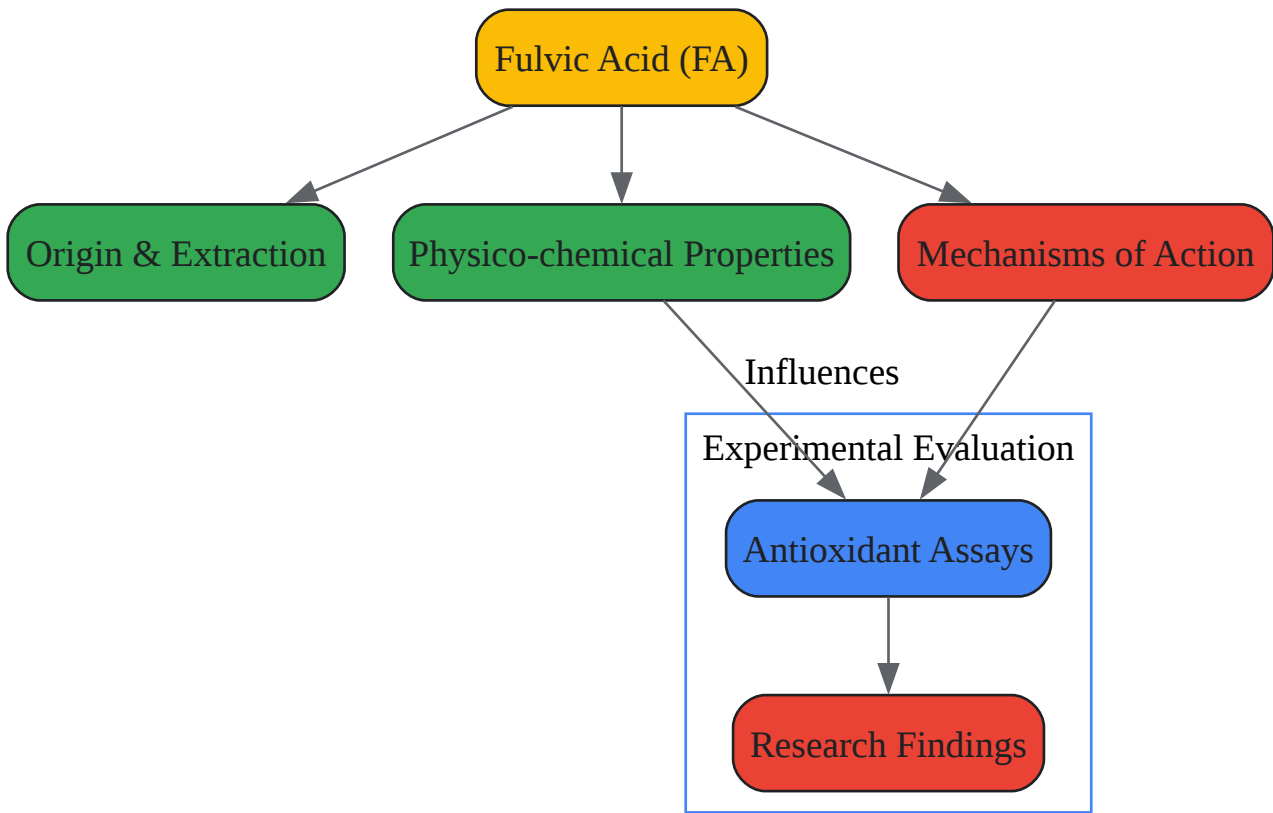 Fulvic Acid (FA)
Origin & Extraction
Physico-chemical Properties
Mechanisms of Action
Influences
Experimental Evaluation
Antioxidant Assays
Research Findings